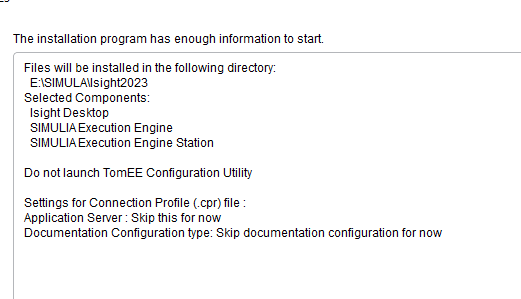 The installation program has enough information to start.
Files will be installed in the following directory:
E:\SIMULA\Isight2023
Selected Components:
Isight Desktop
SIMULIA Execution Engine
SIMULIA Execution Engine Station
Do not launch TomEE Configuration Utility
Settings for Connection Profile (.cpr) file :
Application Server : Skip this for now
Documentation Configuration type: Skip documentation configuration for now